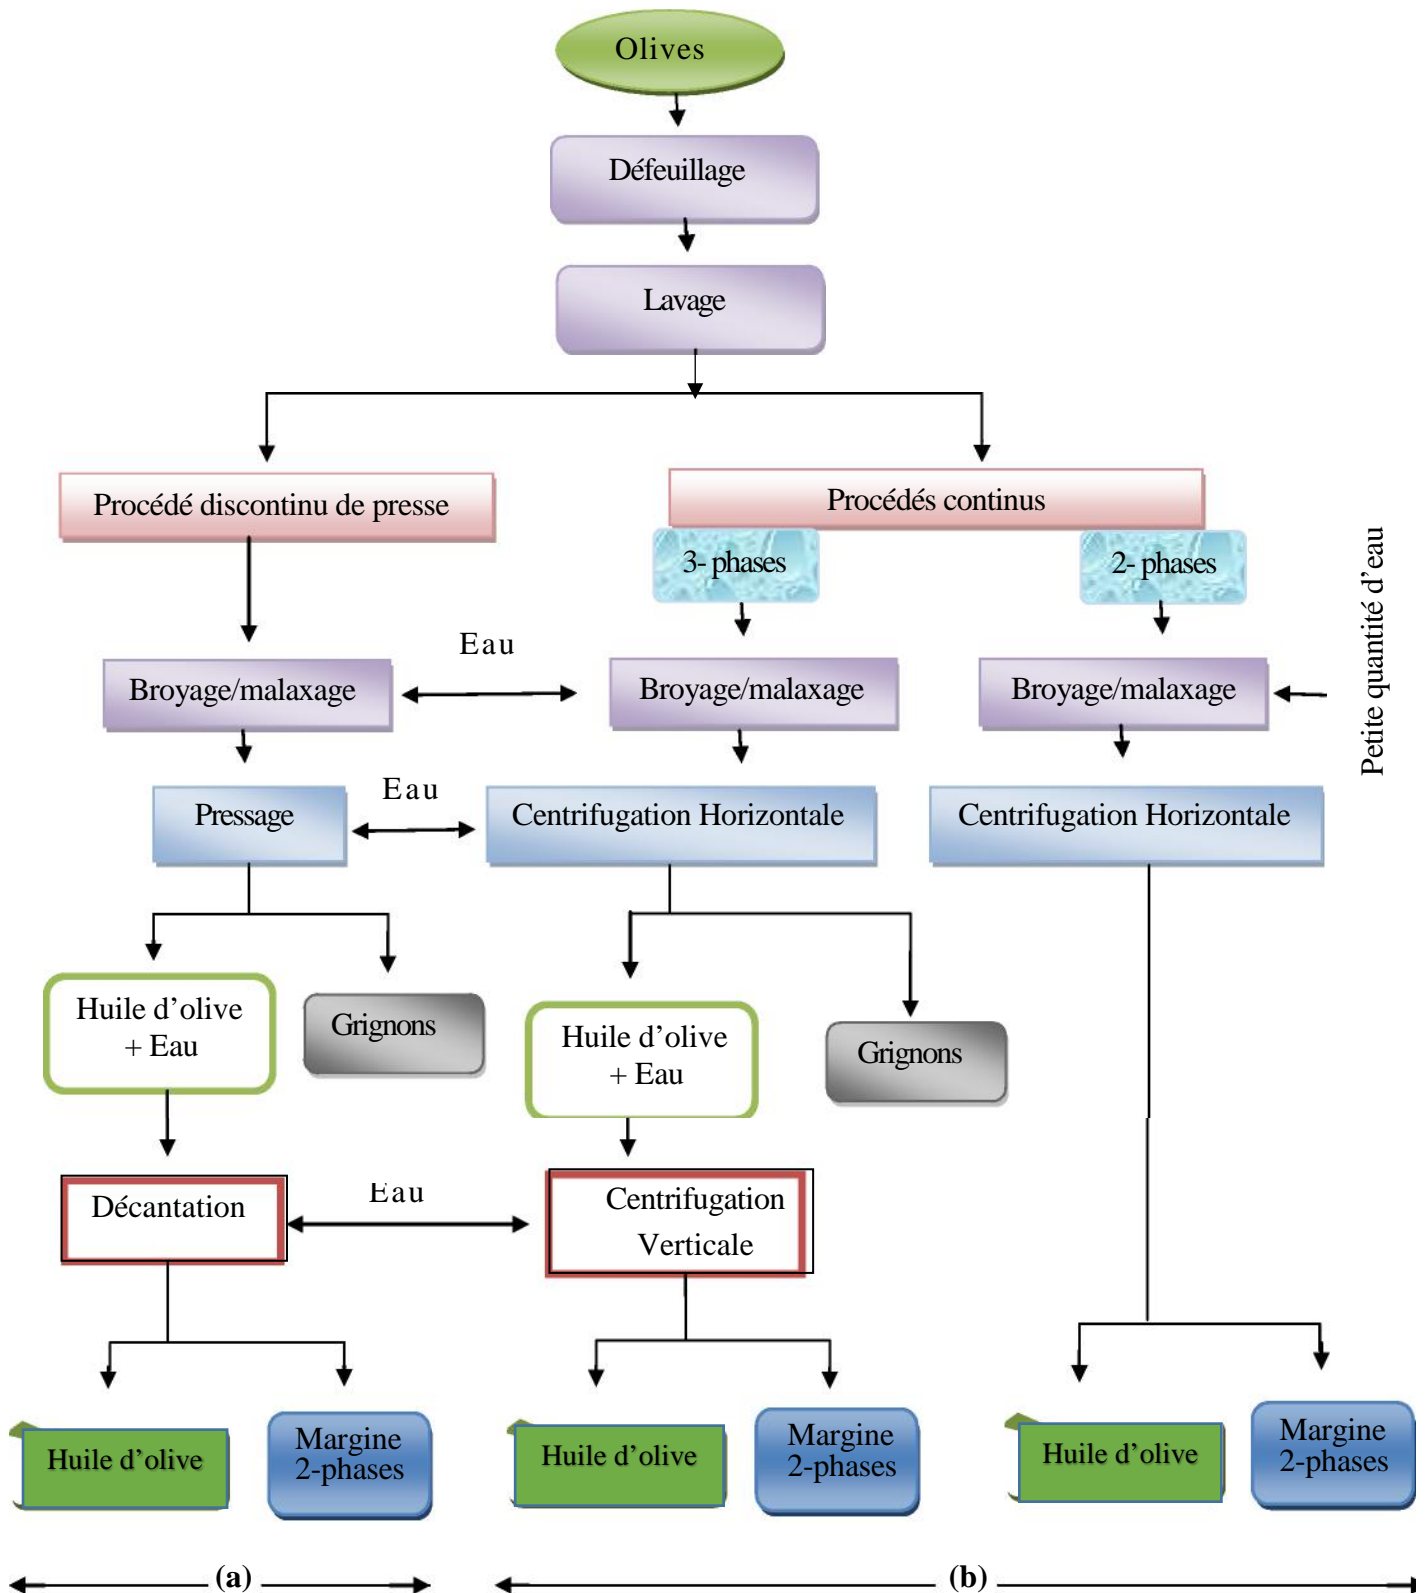 Olives
Défeuillage
Lavage
Procédé discontinu de presse
Procédés continus
3- phases
2- phases
Petite quantité d'eau
Eau
Broyage/malaxage
Broyage/malaxage
Broyage/malaxage
Eau
Pressage
Centrifugation Horizontale
Centrifugation Horizontale
Huile d'olive
+ Eau
Grignons
Huile d'olive
+ Eau
Grignons
Décantation
Eau
Centrifugation
Verticale
Huile d'olive
Margine
2-phases
Huile d'olive
Margine
2-phases
Huile d'olive
Margine
2-phases
(a)
(b)